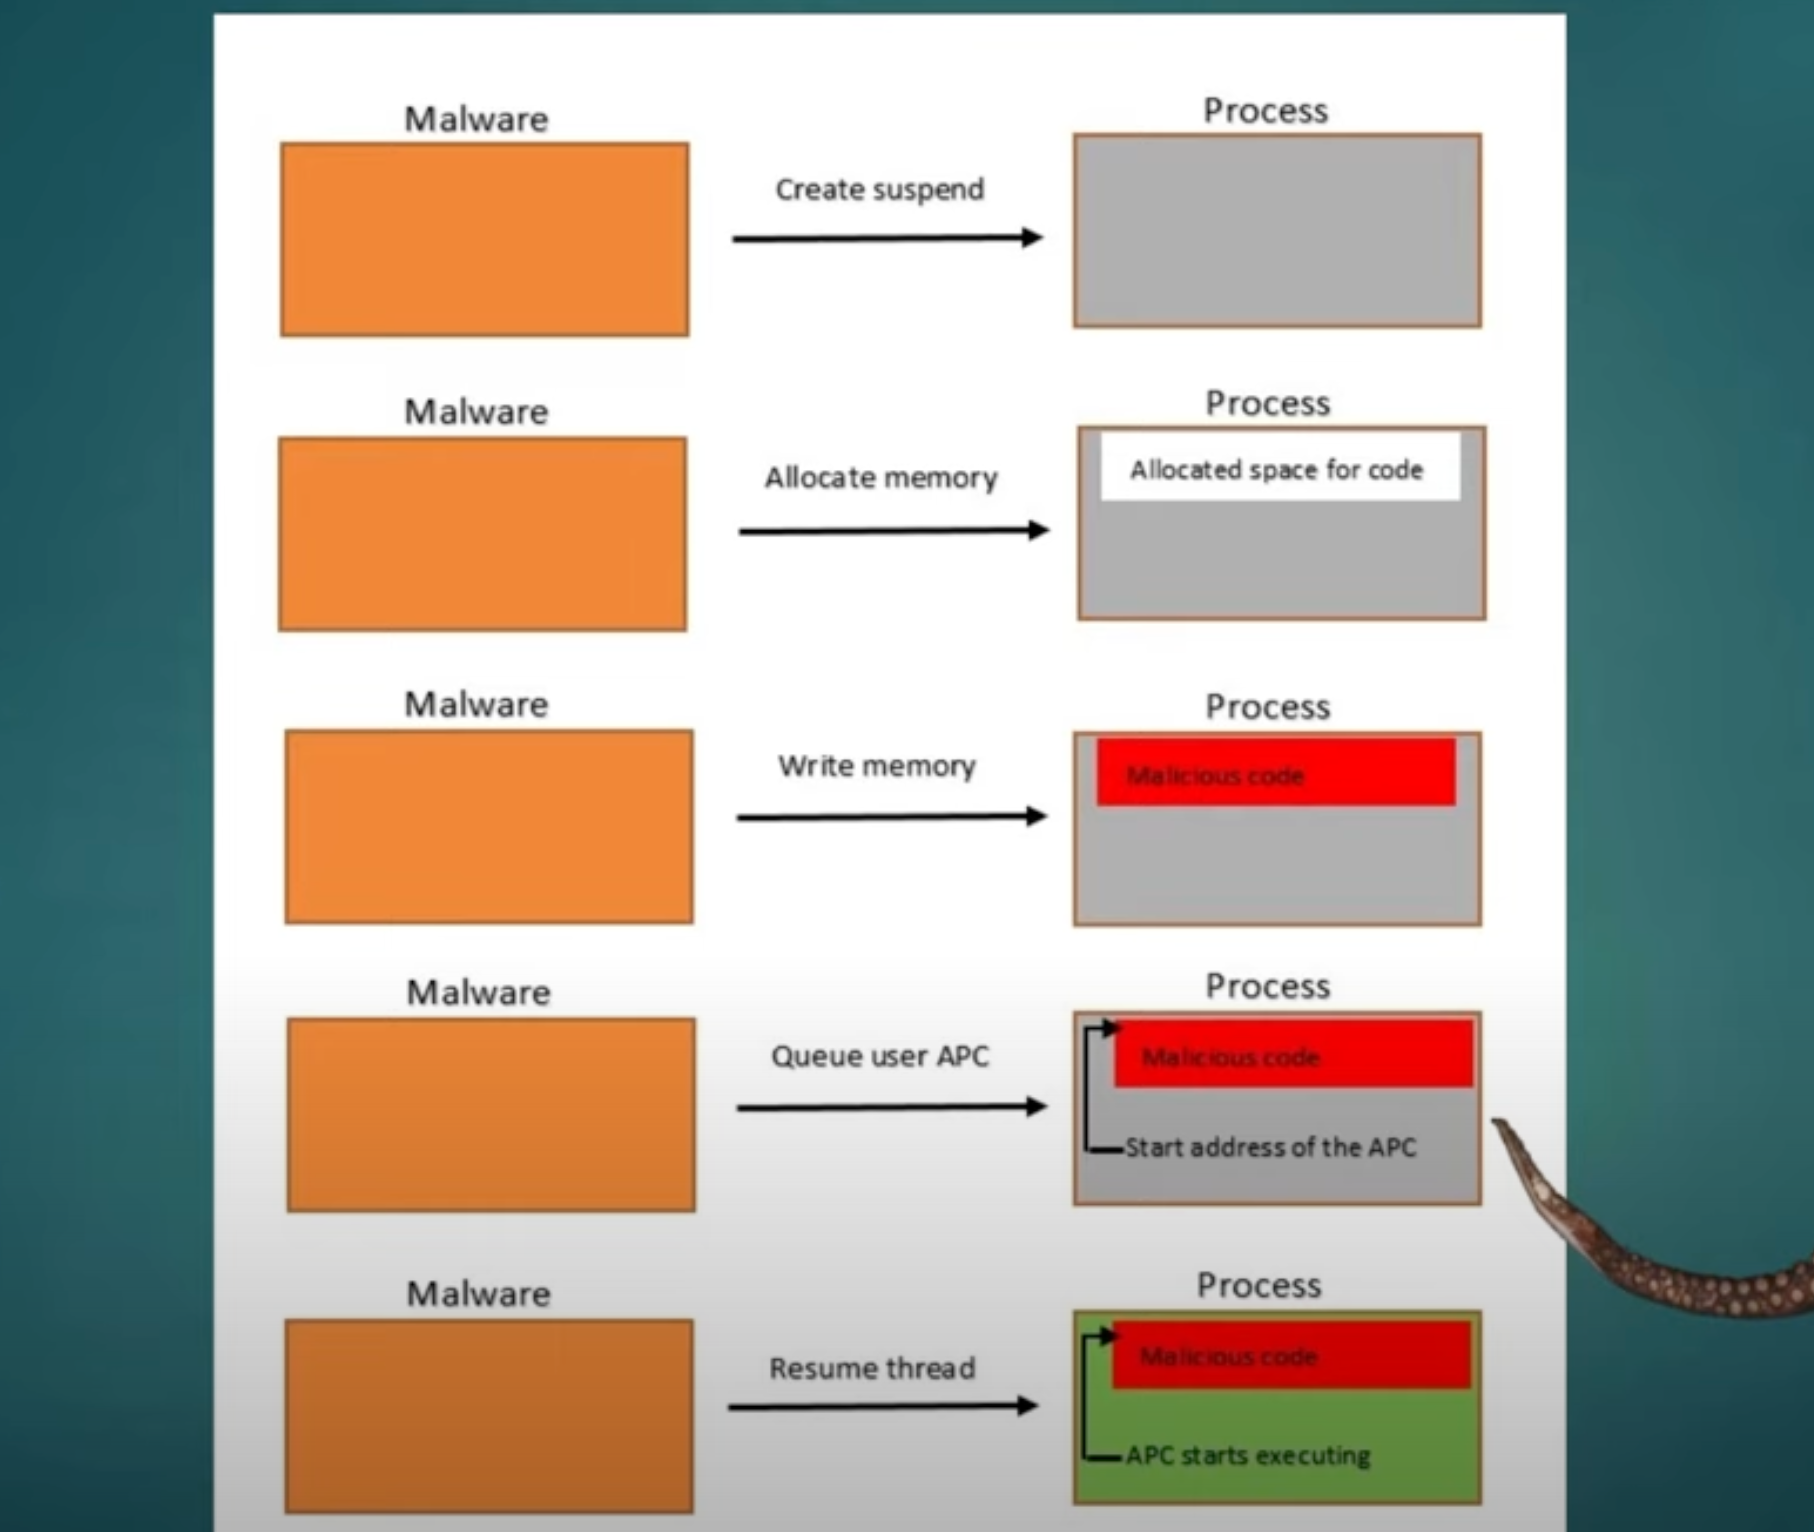 Malware
Process
Create suspend
Malware
Process
Allocate memory
Allocated space for code
Malware
Process
Write memory
Malicious code
Malware
Process
Queue user APC
Malicious code
Start address of the APC
Malware
Process
Resume thread
Malicious code
APC starts executing